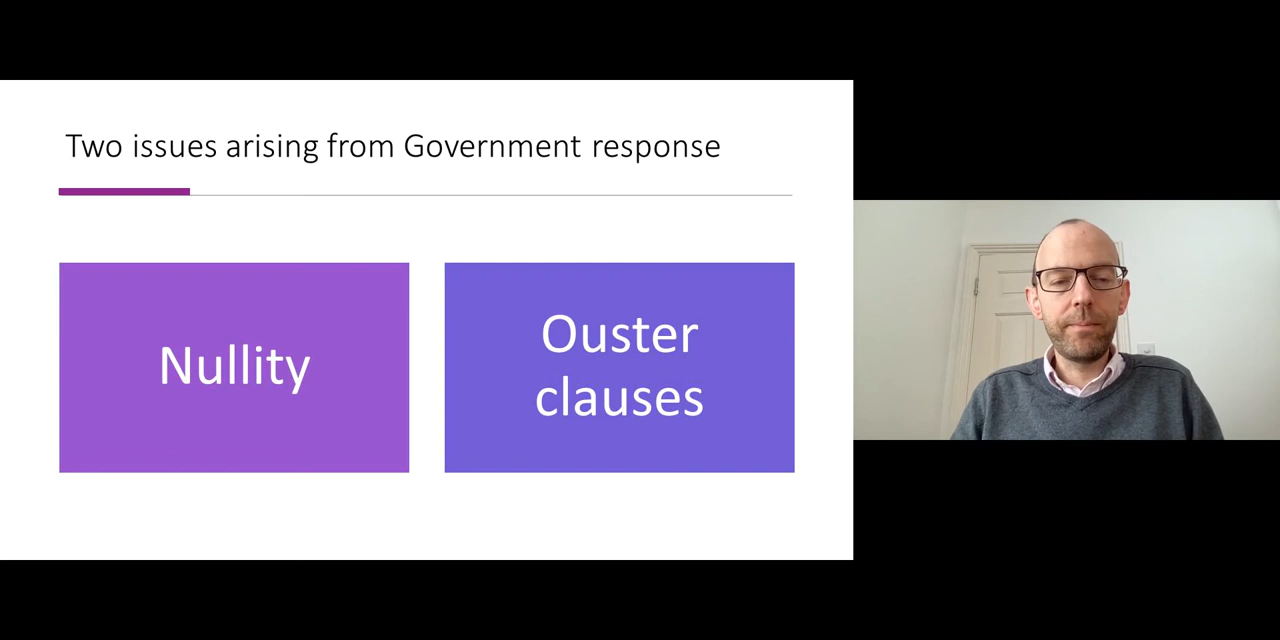 Two issues arising from Government response
Nullity
Ouster
clauses